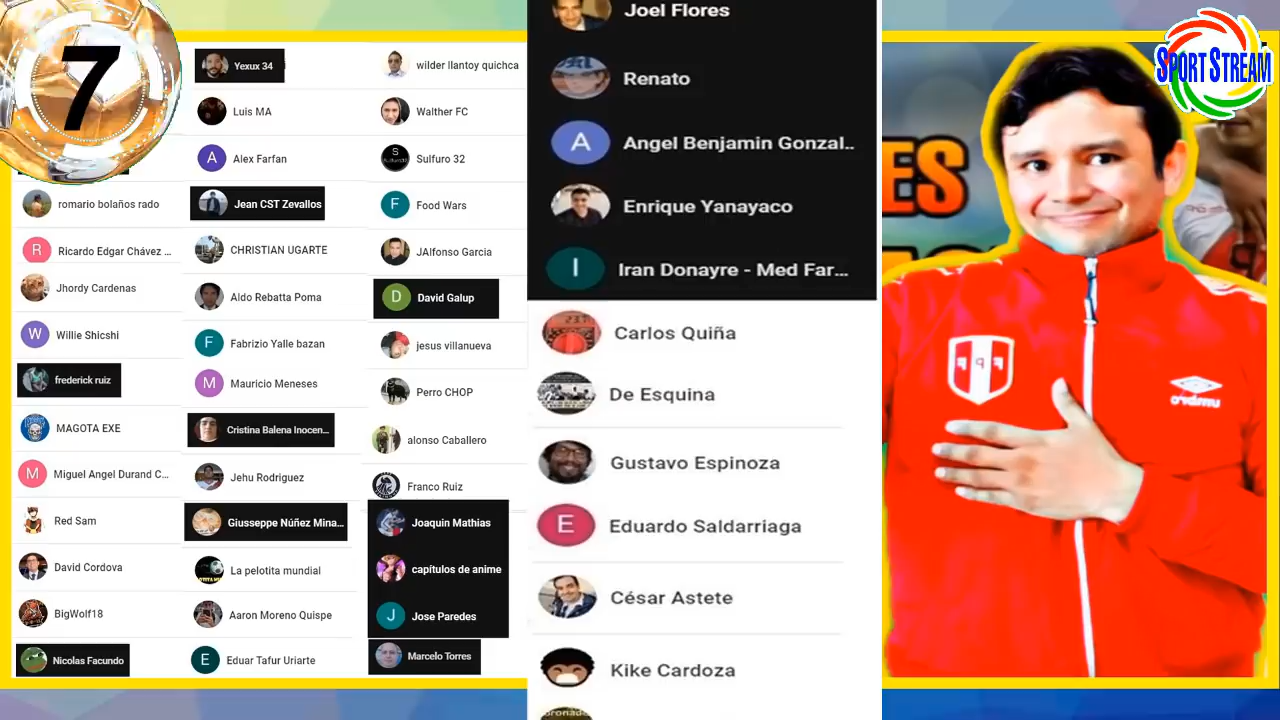 7
romario bolaños rado
Ricardo Edgar Chávez ...
R
Jhordy Cardenas
W
Willie Shicshi
frederick ruiz
MAGOTA EXE
M
Miguel Angel Durand C...
Red Sam
David Cordova
BigWolf18
Nicolas Facundo
Yexux 34
Luis MA
A
Alex Farfan
Jean CST Zevallos
CHRISTIAN UGARTE
Aldo Rebatta Poma
F
Fabrizio Yalle bazan
M
Mauricio Meneses
Cristina Balena Inocen...
Jehu Rodriguez
Giusseppe Núñez Mina...
La pelotita mundial
Aaron Moreno Quispe
E
Eduar Tafur Uriarte
wilder llantoy quichca
Walther FC
S
Sulfuro 32
F
Food Wars
JAlfonso Garcia
D
David Galup
jesus villanueva
Perro CHOP
alonso Caballero
Franco Ruiz
Joaquin Mathias
capítulos de anime
J
Jose Paredes
Marcelo Torres
Joel Flores
Renato
A
Angel Benjamin Gonzal..
Enrique Yanayaco
I
Iran Donayre - Med Far...
Carlos Quiña
De Esquina
Gustavo Espinoza
E
Eduardo Saldarriaga
César Astete
Kike Cardoza
SPORT STREAM
ES